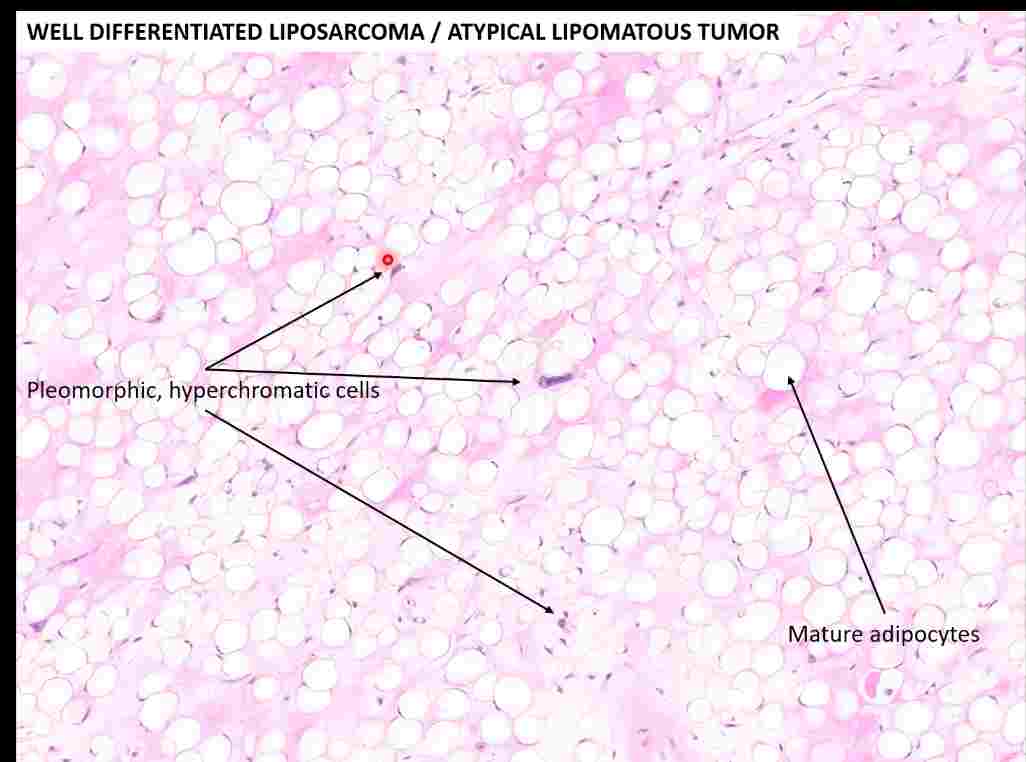 WELL DIFFERENTIATED LIPOSARCOMA / ATYPICAL LIPOMATOUS TUMOR
Pleomorphic, hyperchromatic cells
Mature adipocytes